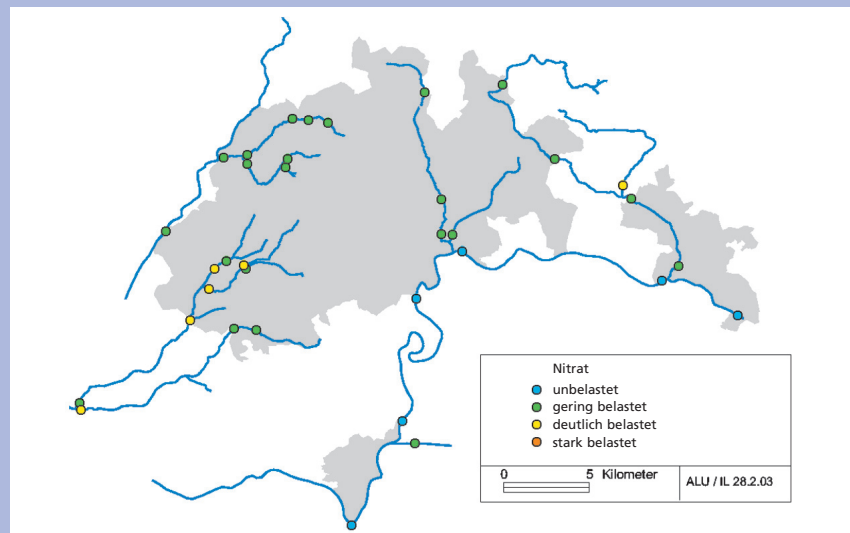 Nitrat
unbelastet
gering belastet
deutlich belastet
stark belastet
0 5 Kilometer
ALU / IL 28.2.03